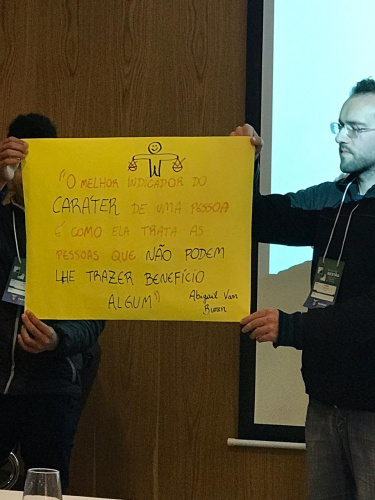 "O MELHOR INDICADOR DO
CARÁTER DE UMA PESSOA
É COMO ELA TRATA AS
PESSOAS QUE NÃO PODEM
LHE TRAZER BENEFÍCIO
ALGUM"
Abigail Van
Buren